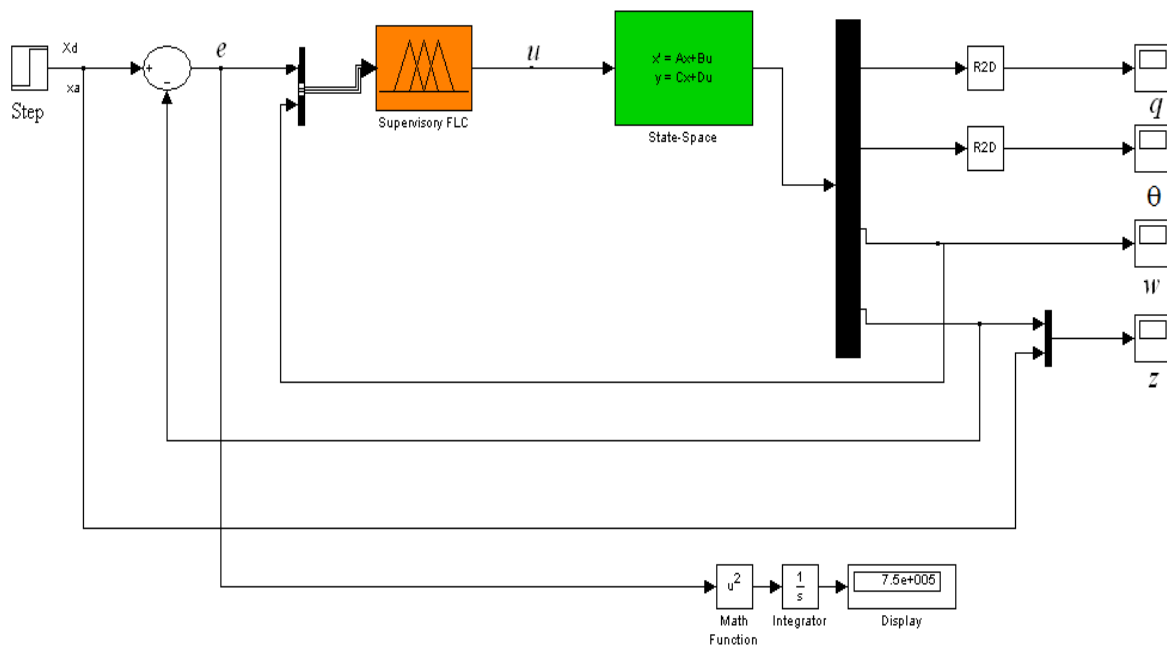 Xd
xa
Step
+
−
e
Supervisory FLC
u
x' = Ax+Bu
y = Cx+Du
State-Space
R2D
q
R2D
θ
w
z
u²
Math
Function
1
s
Integrator
7.5e+005
Display